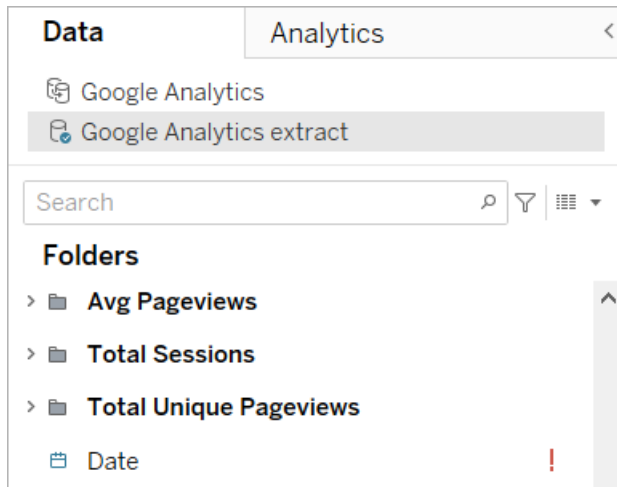 Data
Analytics
Google Analytics
Google Analytics extract
Search
Folders
Avg Pageviews
Total Sessions
Total Unique Pageviews
Date !